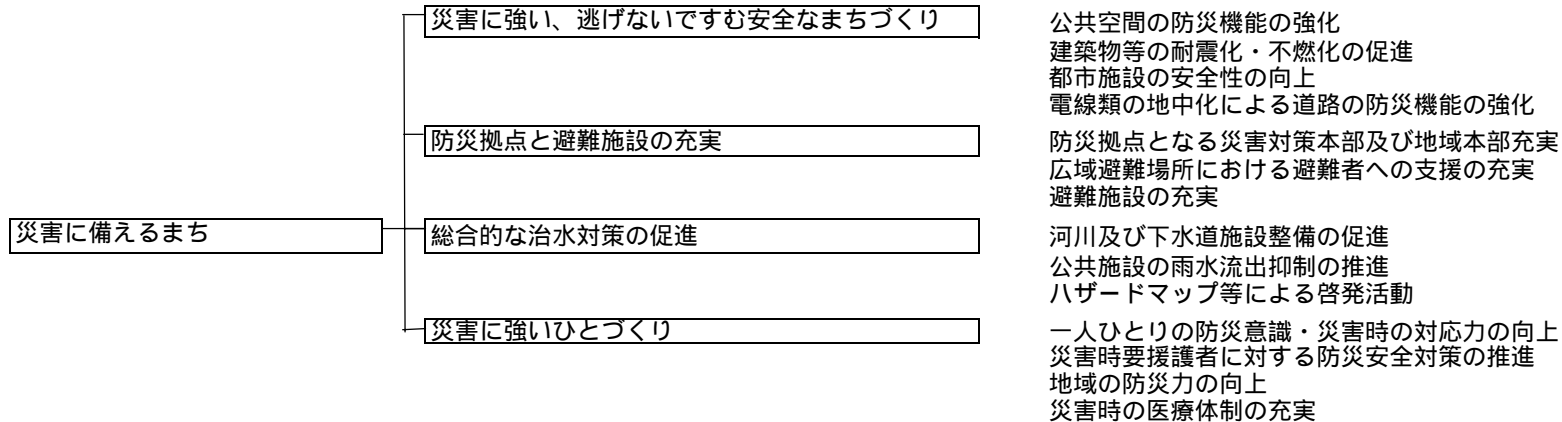 災害に強い、逃げないですむ安全なまちづくり
公共空間の防災機能の強化
建築物等の耐震化・不燃化の促進
都市施設の安全性の向上
電線類の地中化による道路の防災機能の強化
防災拠点と避難施設の充実
防災拠点となる災害対策本部及び地域本部充実
広域避難場所における避難者への支援の充実
避難施設の充実
災害に備えるまち
総合的な治水対策の促進
河川及び下水道施設整備の促進
公共施設の雨水流出抑制の推進
ハザードマップ等による啓発活動
災害に強いひとづくり
一人ひとりの防災意識・災害時の対応力の向上
災害時要援護者に対する防災安全対策の推進
地域の防災力の向上
災害時の医療体制の充実